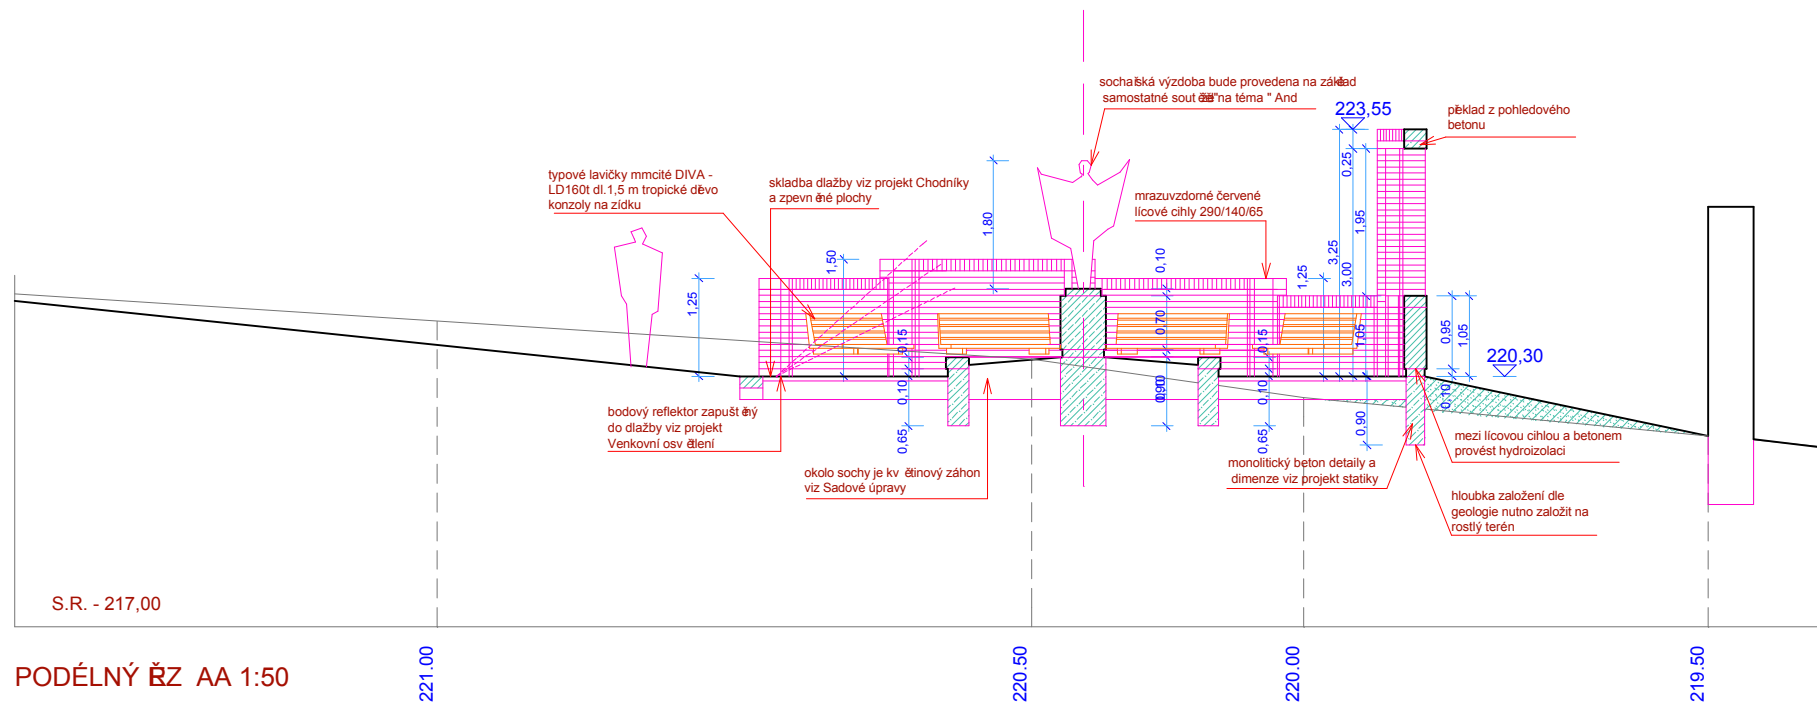 sochařská výzdoba bude provedena na základ
samostatné soutěže "na téma " And
223,55
překlad z pohledového
betonu
typové lavičky mmcité DIVA -
LD160t dl.1,5 m tropické dřevo
konzoly na zídku
skladba dlažby viz projekt Chodníky
a zpevněné plochy
mrazuvzdorné červené
lícové cihly 290/140/65
1,80
0,10
0,25
1,95
3,25
3,00
1,50
1,25
1,25
0,15
0,70
0,15
1,05
0,95
1,05
220,30
0,10
0,90
0,10
0,10
0,65
0,65
0,90
bodový reflektor zapuštěný
do dlažby viz projekt
Venkovní osvětlení
okolo sochy je květinový záhon
viz Sadové úpravy
monolitický beton detaily a
dimenze viz projekt statiky
mezi lícovou cihlou a betonem
provést hydroizolaci
hloubka založení dle
geologie nutno založit na
rostlý terén
S.R. - 217,00
PODÉLNÝ ŘEZ AA 1:50
221.00
220.50
220.00
219.50